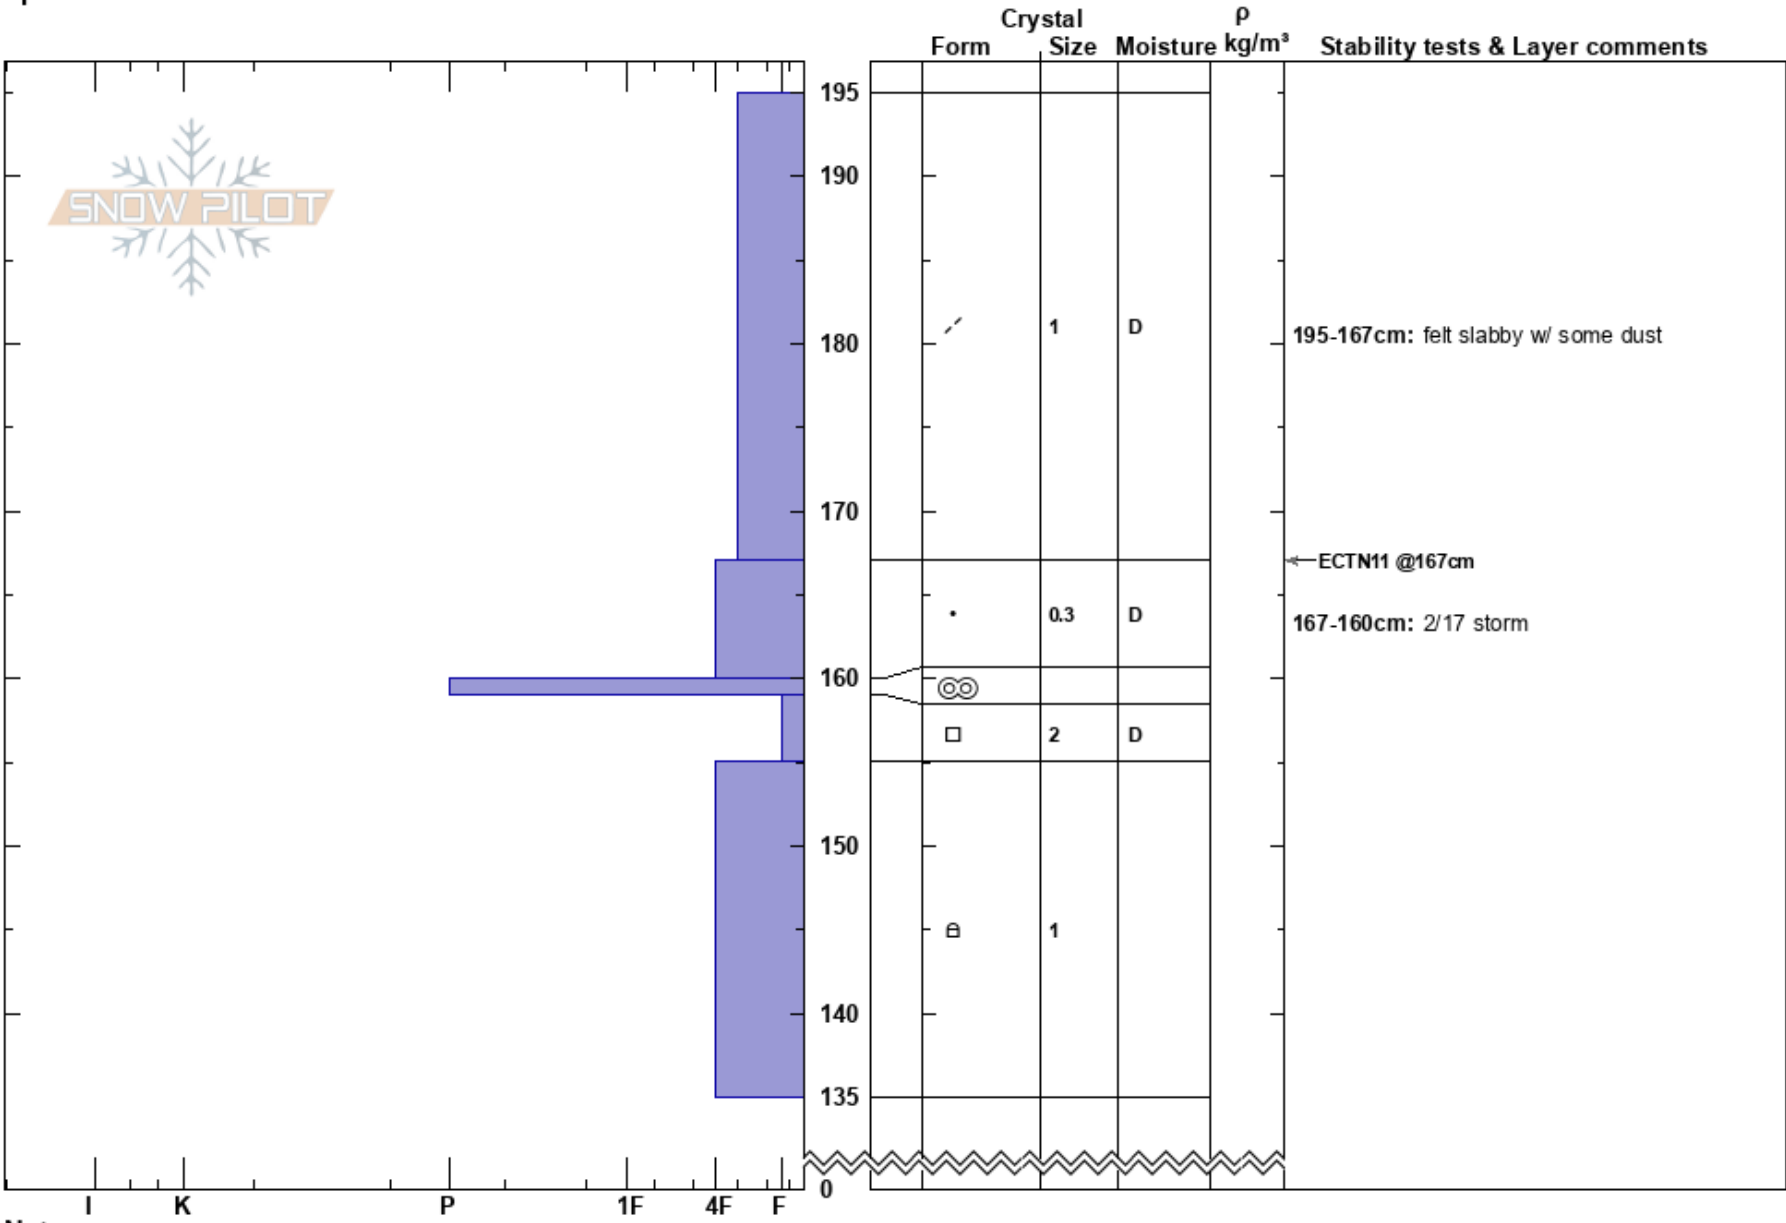 Crystal ρ
Form Size Moisture kg/m³ Stability tests & Layer comments
195
190
SNOW PILOT
1 D
180
195-167cm: felt slabby w/ some dust
170
ECTN11 @167cm
0.3 D
167-160cm: 2/17 storm
160
2 D
150
1
140
135
0
I K P 1F 4F F